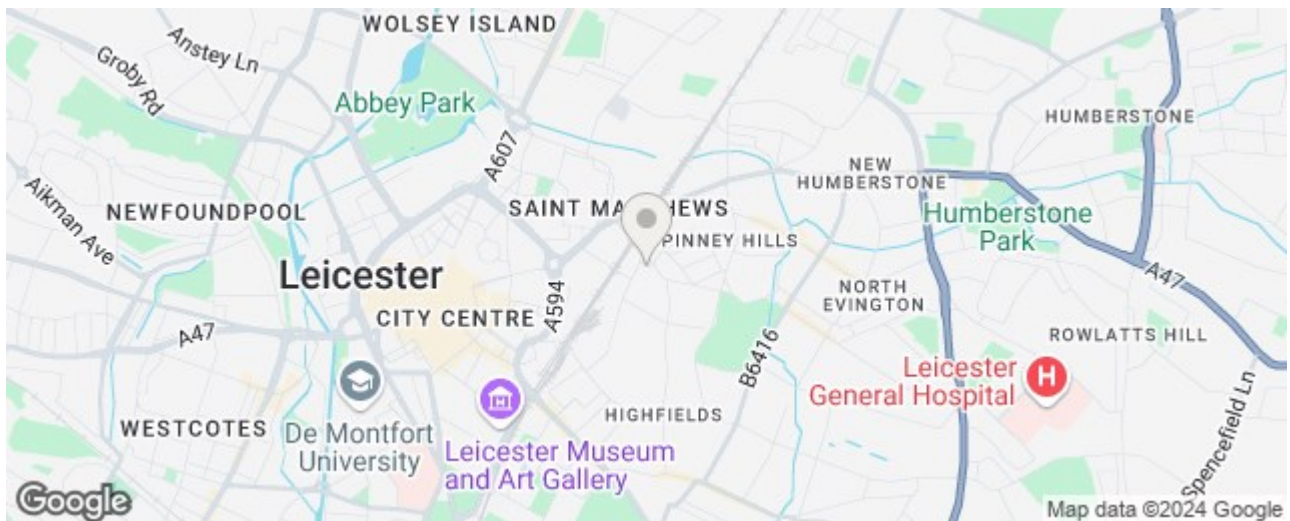 WOLSEY ISLAND
Anstey Ln
Groby Rd
Abbey Park
A607
HUMBERSTONE
NEW
HUMBERSTONE
Aikman Ave
NEWFOUNDPOOL
SAINT MA
HEWS
Humberstone
Park
PINNEY HILLS
Leicester
A47
NORTH
EVINGTON
A594
CITY CENTRE
A47
B6416
ROWLATTS HILL
Leicester
General Hospital
H
HIGHFIELDS
WESTCOTES
De Montfort
University
Leicester Museum
and Art Gallery
Spencefield Ln
Google
Map data ©2024 Google